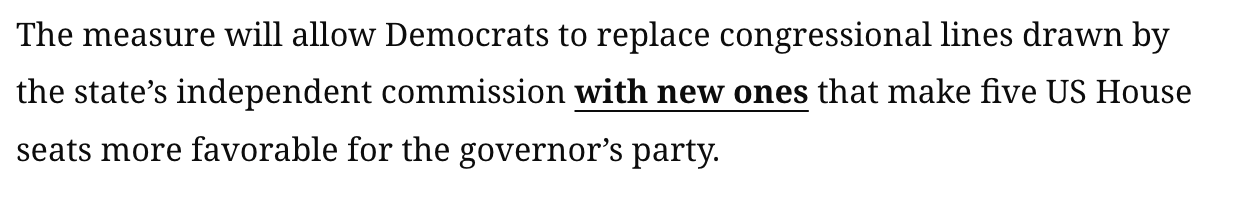 The measure will allow Democrats to replace congressional lines drawn by
the state’s independent commission with new ones that make five US House
seats more favorable for the governor’s party.